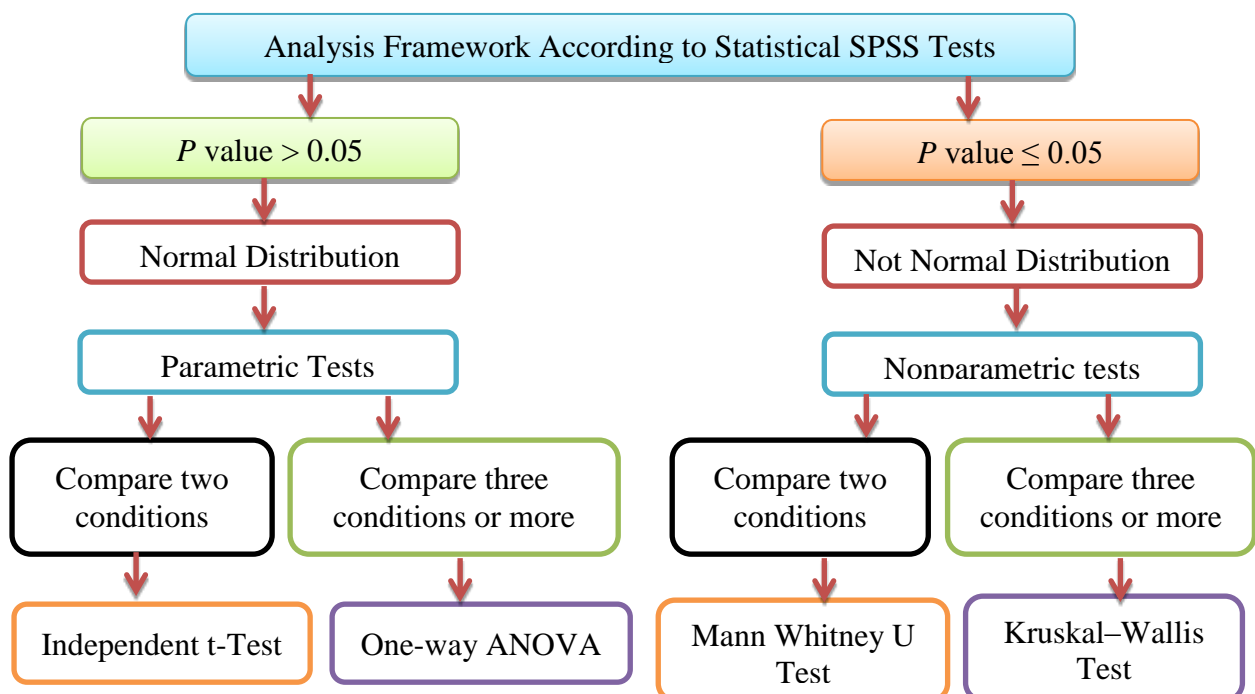 Analysis Framework According to Statistical SPSS Tests
P value > 0.05
P value ≤ 0.05
Normal Distribution
Not Normal Distribution
Parametric Tests
Nonparametric tests
Compare two
conditions
Compare three
conditions or more
Compare two
conditions
Compare three
conditions or more
Independent t-Test
One-way ANOVA
Mann Whitney U
Test
Kruskal–Wallis
Test